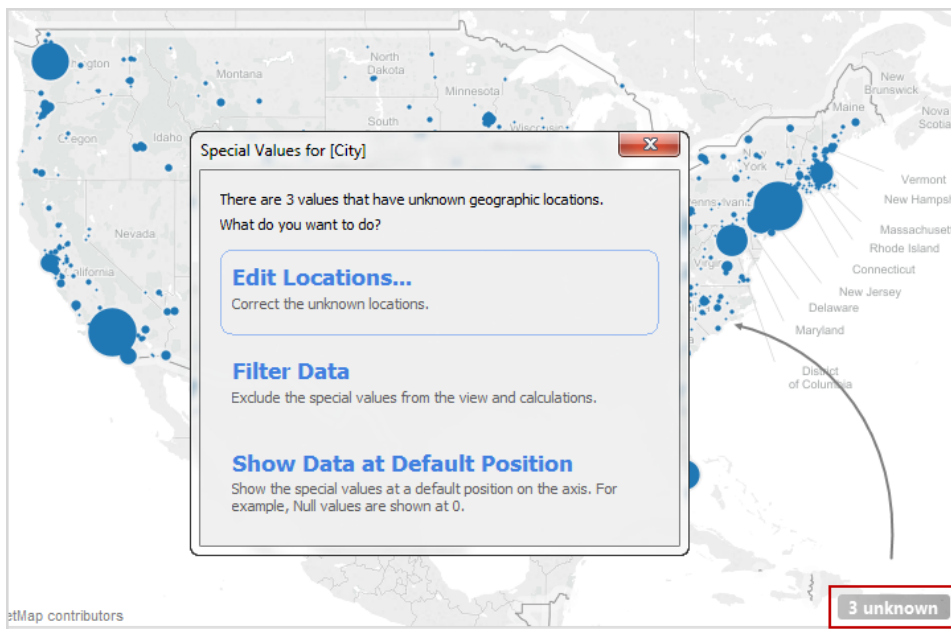 North
Dakota
Montana
Minnesota
New
Brunswick
Maine
Nova
Scotia
South
Idaho
Special Values for [City]
x
York
Vermont
There are 3 values that have unknown geographic locations.
New Hampsh
What do you want to do?
Nevada
Massachuset
Rhode Island
Edit Locations...
Connecticut
Correct the unknown locations.
New Jersey
Delaware
Maryland
Filter Data
District
of Columbia
Exclude the special values from the view and calculations.
Show Data at Default Position
Show the special values at a default position on the axis. For
example, Null values are shown at 0.
etMap contributors
3 unknown